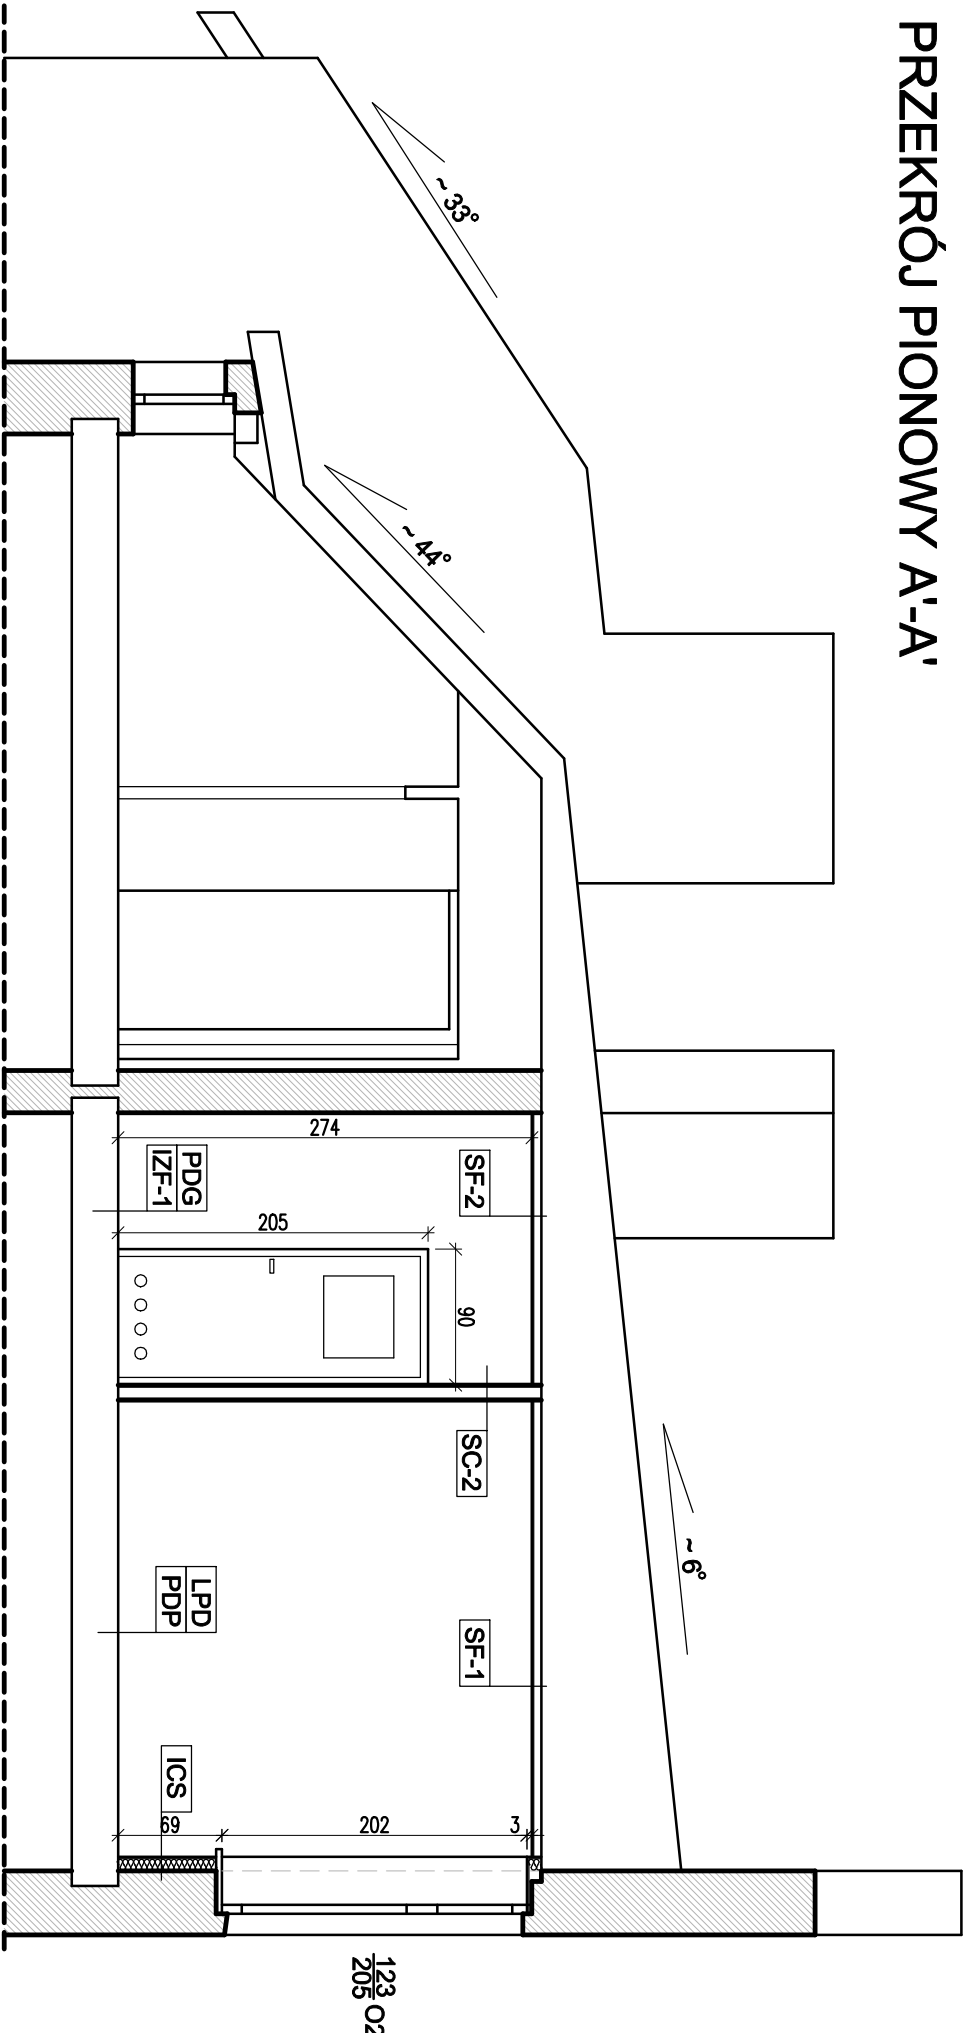 PRZEKRÓJ PIONOWY A'-A'
~ 33°
~ 44°
~ 6°
274
SF-2
PDG
IZF-1
205
90
SC-2
LPD
PDP
SF-1
ICS
69
202
3
123
205
O2